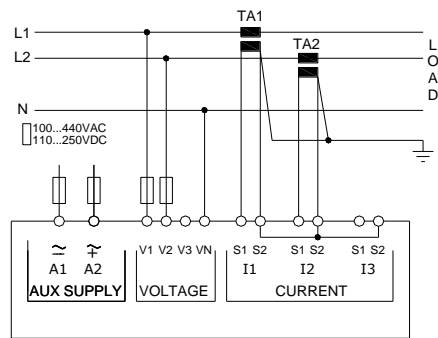 TA1
L1
TA2
L2
LOAD
N
100...440VAC
110...250VDC
V1 V2 V3 VN S1 S2 S1 S2 S1 S2
A1 A2 I1 I2 I3
AUX SUPPLY VOLTAGE CURRENT